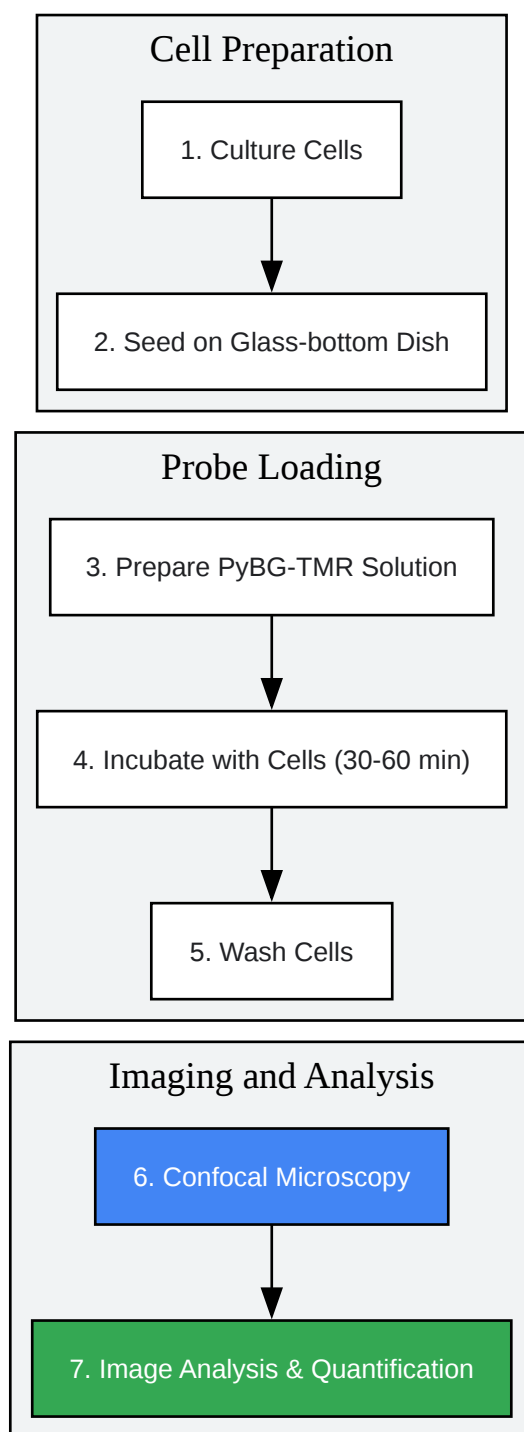 Cell Preparation
1. Culture Cells
2. Seed on Glass-bottom Dish
Probe Loading
3. Prepare PyBG-TMR Solution
4. Incubate with Cells (30-60 min)
5. Wash Cells
Imaging and Analysis
6. Confocal Microscopy
7. Image Analysis & Quantification